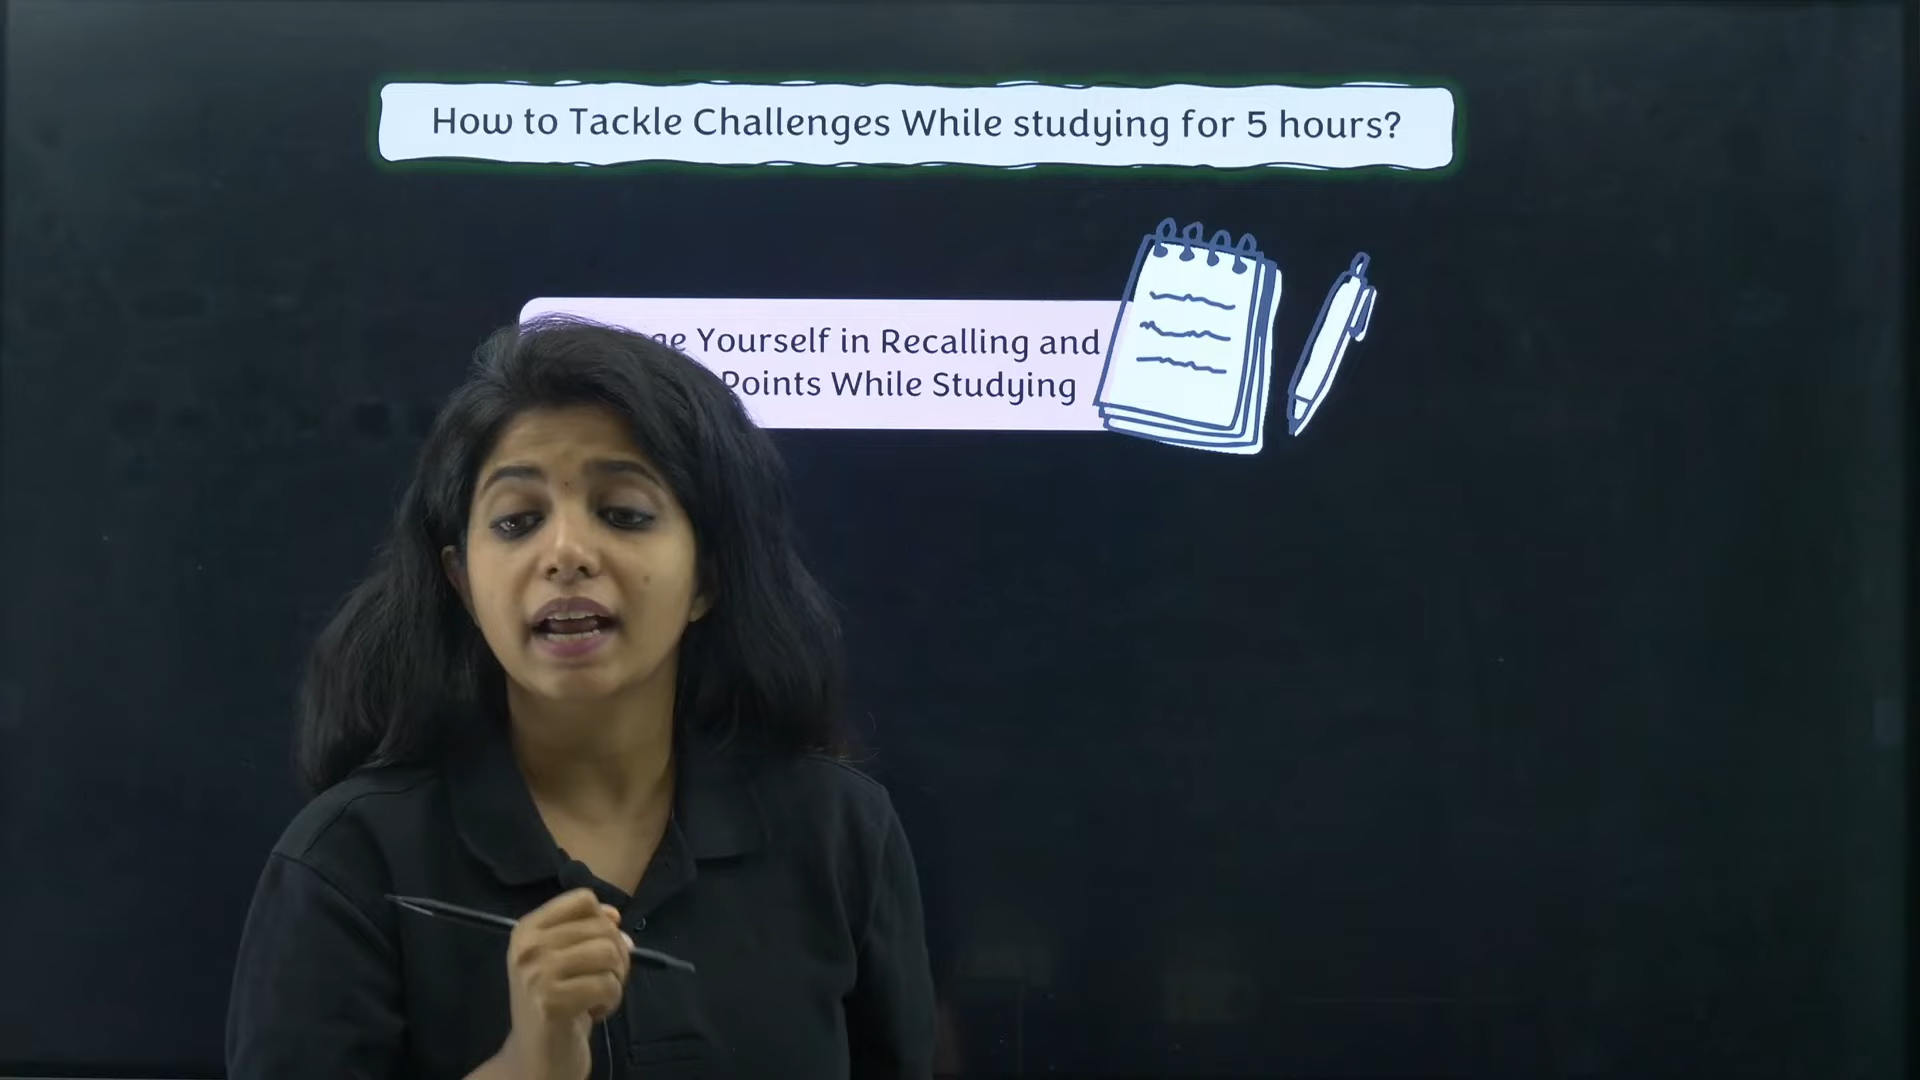 How to Tackle Challenges While studying for 5 hours?
Yourself in Recalling and
Points While Studying